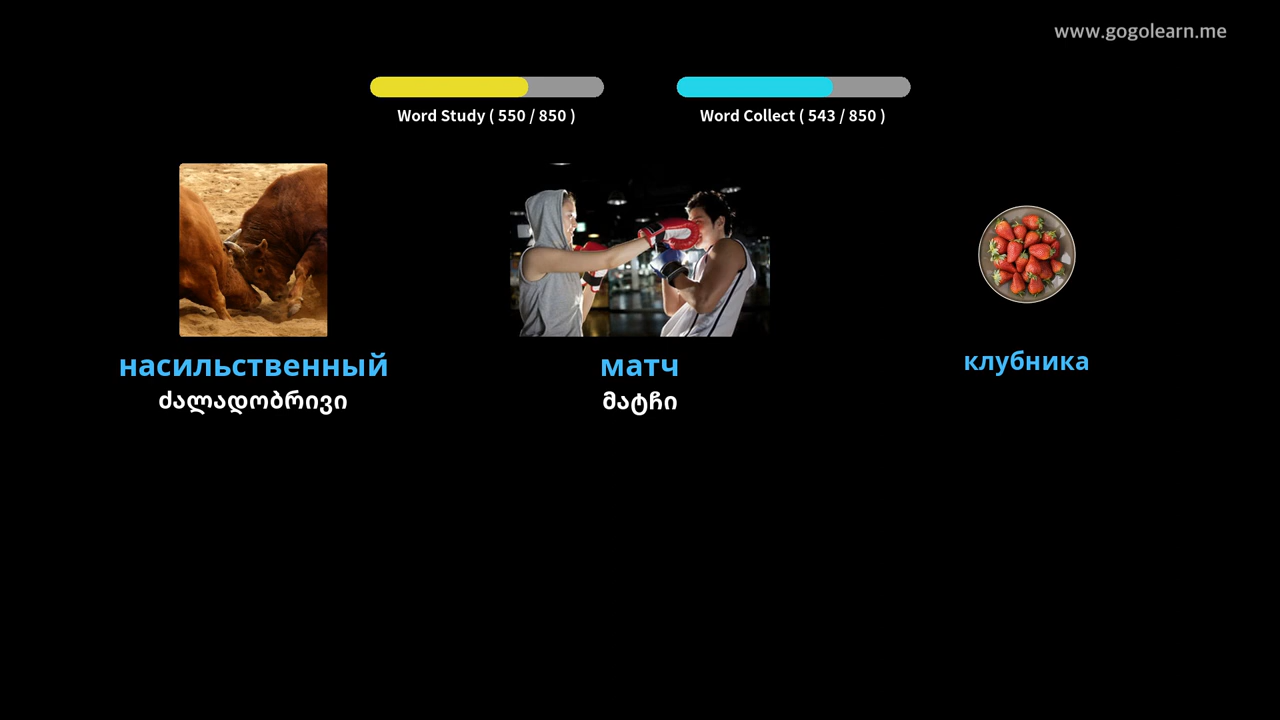 www.gogolearn.me
Word Study ( 550 / 850 )
Word Collect ( 543 / 850 )
насильственный
ძალადობრივი
матч
მატჩი
клубника